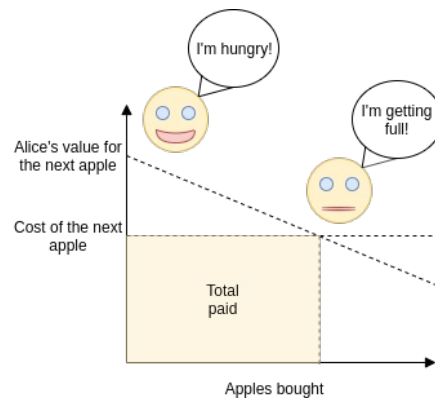 I'm hungry!
I'm getting
full!
Alice's value for
the next apple
Cost of the next
apple
Total
paid
Apples bought